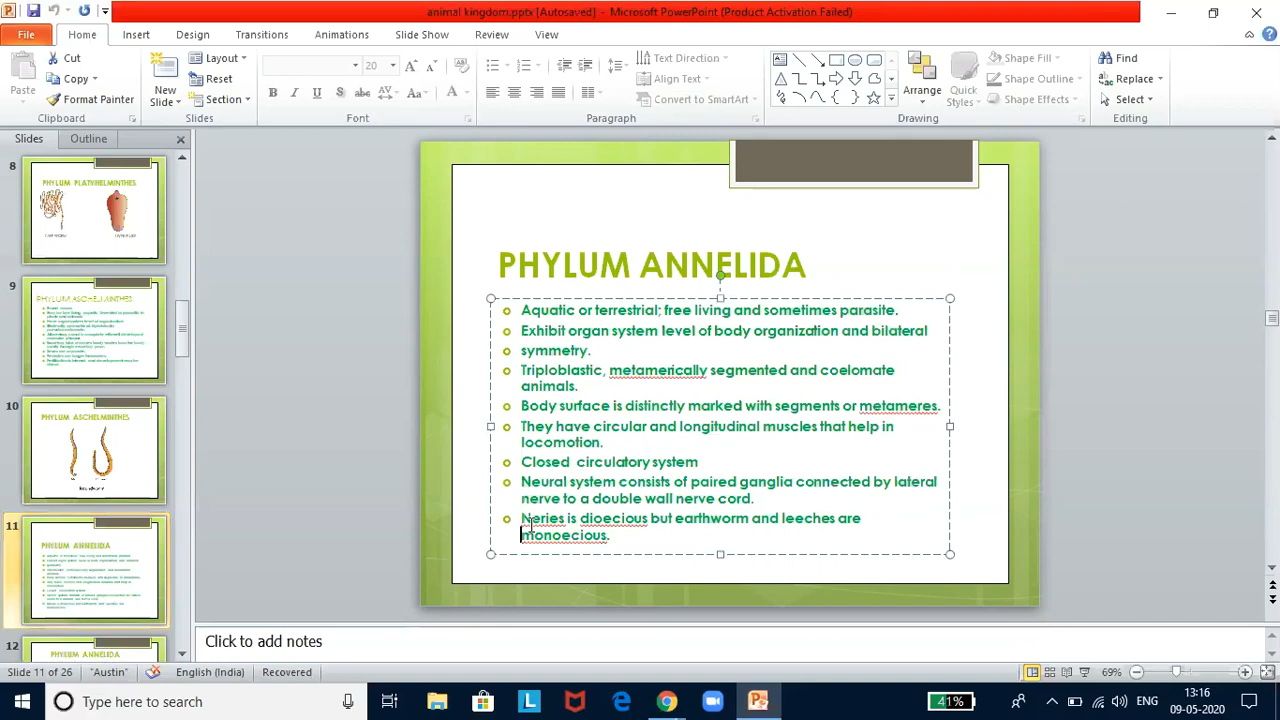 animal kingdom.pptx [Autosaved] - Microsoft PowerPoint (Product Activation Failed)
File Home Insert Design Transitions Animations Slide Show Review View
Cut
Copy
Format Painter
Paste
Clipboard
New Slide
Layout
Reset
Section
Slides
20
Font
Text Direction
Align Text
Convert to SmartArt
Paragraph
Arrange
Quick Styles
Shape Fill
Shape Outline
Shape Effects
Drawing
Find
Replace
Select
Editing
Slides Outline
8
PHYLUM PLATYHELMINTHES
9
PHYLUM ASCHELMINTHES
10
PHYLUM ASCHELMINTHES
11
PHYLUM ANNELIDA
12
PHYLUM ANNELIDA
PHYLUM ANNELIDA
Aquatic or terrestrial; free living and sometimes parasite.
Exhibit organ system level of body organization and bilateral
symmetry.
Triploblastic, metamerically segmented and coelomate
animals.
Body surface is distinctly marked with segments or metameres.
They have circular and longitudinal muscles that help in
locomotion.
Closed circulatory system
Neural system consists of paired ganglia connected by lateral
nerve to a double wall nerve cord.
Neries is dioecious but earthworm and leeches are
monoecious.
Click to add notes
Slide 11 of 26 "Austin" English (India) Recovered 69%
Type here to search
41%
ENG
13:16
09-05-2020